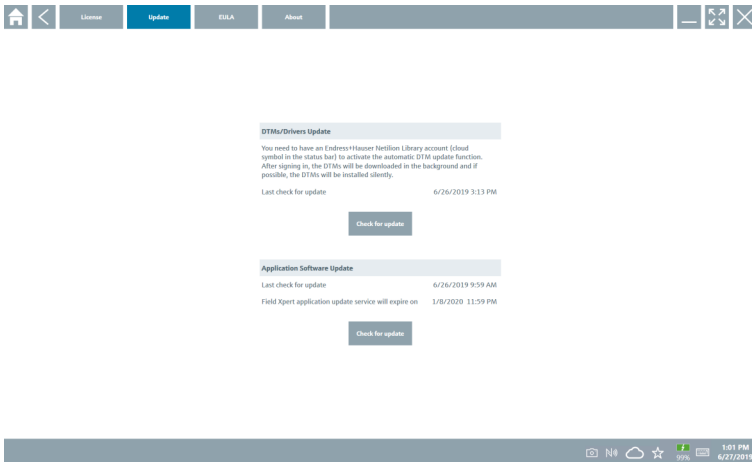 License Update EULA About
DTMs/Drivers Update
You need to have an Endress+Hauser Netilion Library account (cloud
symbol in the status bar) to activate the automatic DTM update function.
After signing in, the DTMs will be downloaded in the background and if
possible, the DTMs will be installed silently.
Last check for update 6/26/2019 3:13 PM
Check for update
Application Software Update
Last check for update 6/26/2019 9:59 AM
Field Xpert application update service will expire on 1/8/2020 11:59 PM
Check for update
99% 1:01 PM
6/27/2019